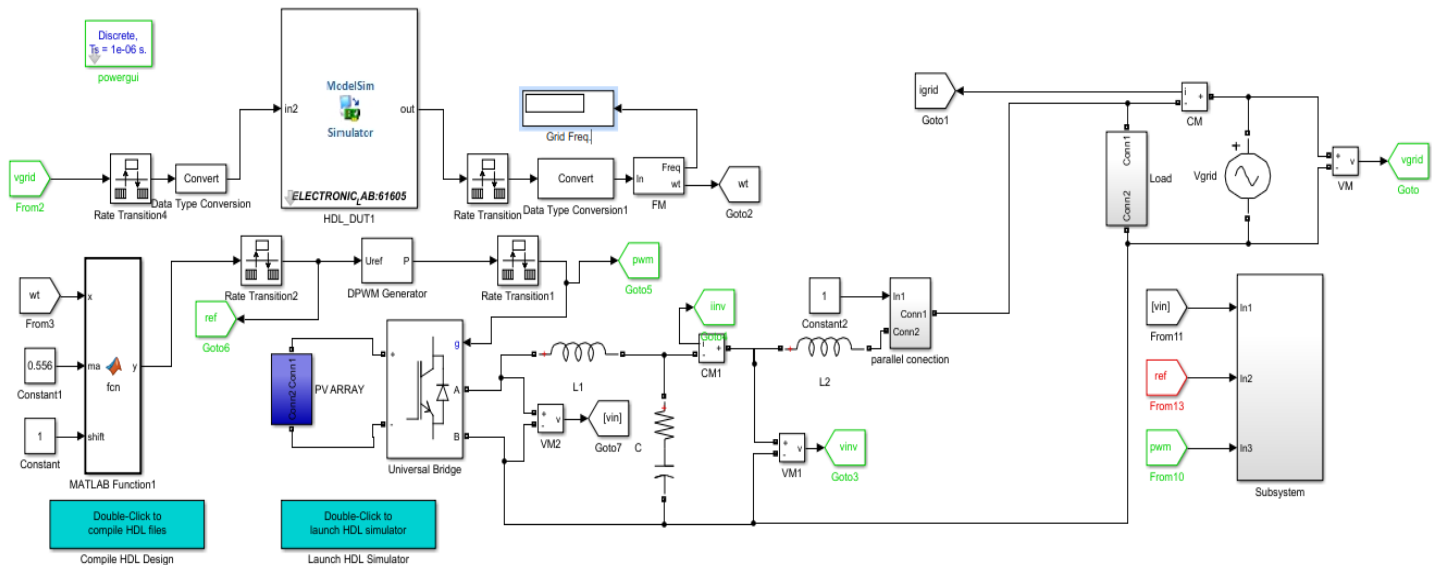 Discrete,
Ts = 1e-06 s.
powergui
ModelSim
Simulator
in2
out
ELECTRONIC_LAB:61605
HDL_DUT1
Grid Freq.
vgrid
From2
Rate Transition4
Convert
Data Type Conversion
Rate Transition
Convert
Data Type Conversion1
In
Freq
wt
FM
wt
Goto2
igrid
Goto1
i
+
-
CM
Conn1
Conn2
Load
+
Vgrid
+
-
v
VM
vgrid
Goto
wt
From3
0.556
Constant1
1
Constant
x
ma
shift
fcn
y
MATLAB Function1
Rate Transition2
ref
Goto6
Uref
P
DPWM Generator
Rate Transition1
pwm
Goto5
Conn2 Conn1
PV ARRAY
+
-
g
A
B
Universal Bridge
L1
+
-
v
VM2
[vin]
Goto7
+
C
iinv
i
+
-
CM1
1
Constant2
L2
In1
Conn1
Conn2
parallel conection
+
-
v
VM1
vinv
Goto3
[vin]
From11
ref
From13
pwm
From10
In1
In2
In3
Subsystem
Double-Click to
compile HDL files
Compile HDL Design
Double-Click to
launch HDL simulator
Launch HDL Simulator